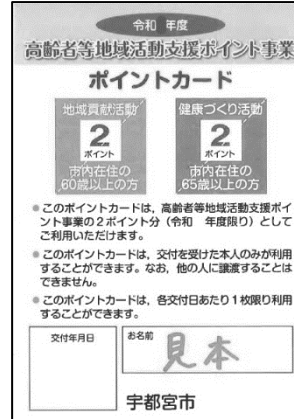 令和　年度
高齢者等地域活動支援ポイント事業
ポイントカード
地域貢献活動
2
ポイント
市内在住の
60歳以上の方
健康づくり活動
2
ポイント
市内在住の
65歳以上の方
●このポイントカードは，高齢者等地域活動支援ポイ
ント事業の２ポイント分（令和　年度限り）として
ご利用いただけます。
●このポイントカードは，交付を受けた本人のみが利用
することができます。なお，他の人に譲渡することは
できません。
●このポイントカードは，各交付日あたり１枚限り利用
することができます。
交付年月日
お名前
見本
宇都宮市